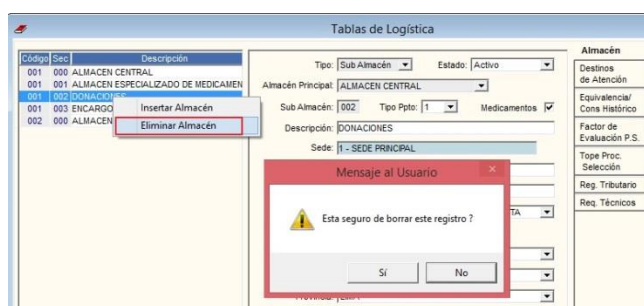 Tablas de Logística
Código Sec Descripción
001 000 ALMACEN CENTRAL
001 001 ALMACEN ESPECIALIZADO DE MEDICAMEN
001 002 DONACIONES
001 003 ENCARGO
002 000 ALMACEN
Insertar Almacén
Eliminar Almacén
Tipo: Sub Almacén Estado: Activo
Almacén Principal: ALMACEN CENTRAL
Sub Almacén: 002 Tipo Ppto: 1 Medicamentos
Descripción: DONACIONES
Sede: 1 - SEDE PRINCIPAL
Mensaje al Usuario
TA
Esta seguro de borrar este registro ?
Sí No
Almacén
Destinos
de Atención
Equivalencia/
Cons Histórico
Factor de
Evaluación P.S.
Tope Proc.
Selección
Reg. Tributario
Req. Técnicos